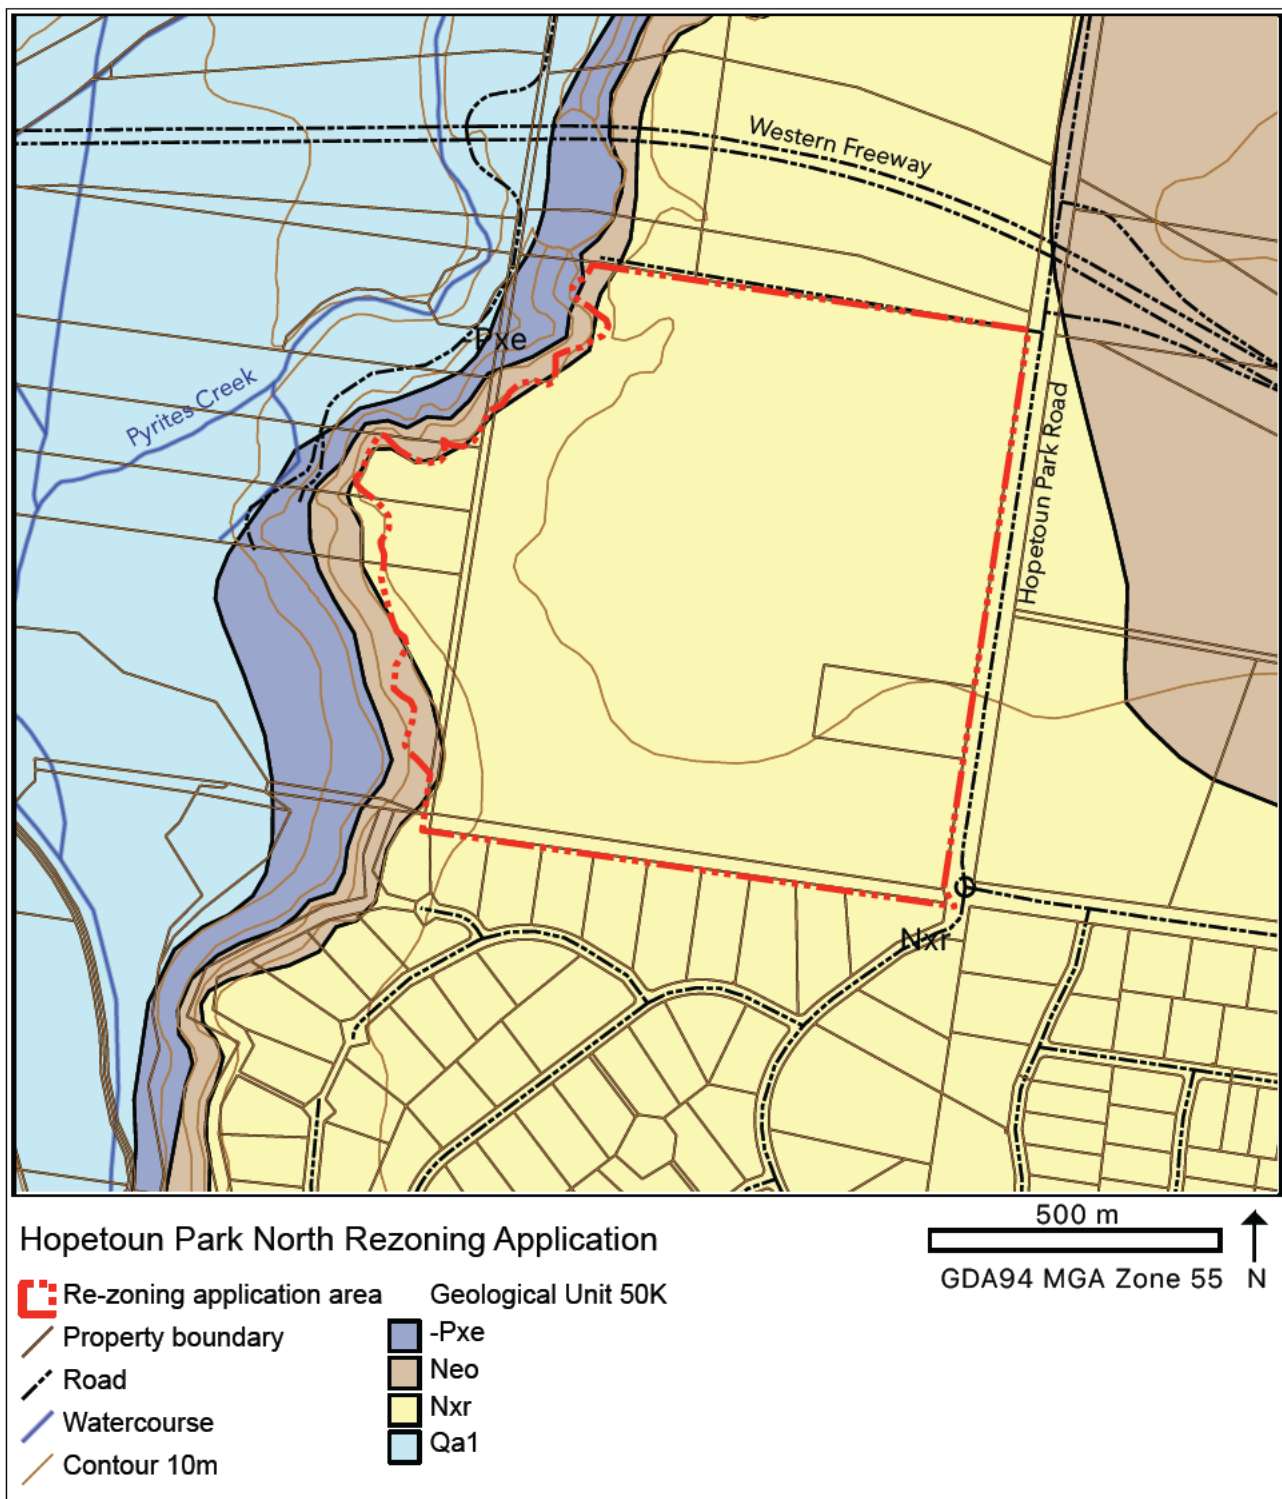 Western Freeway
-Pxe
Pyrites Creek
Hopetoun Park Road
Nxr
500 m
Hopetoun Park North Rezoning Application
GDA94 MGA Zone 55 N
Re-zoning application area
Geological Unit 50K
Property boundary
-Pxe
Road
Neo
Watercourse
Nxr
Contour 10m
Qa1